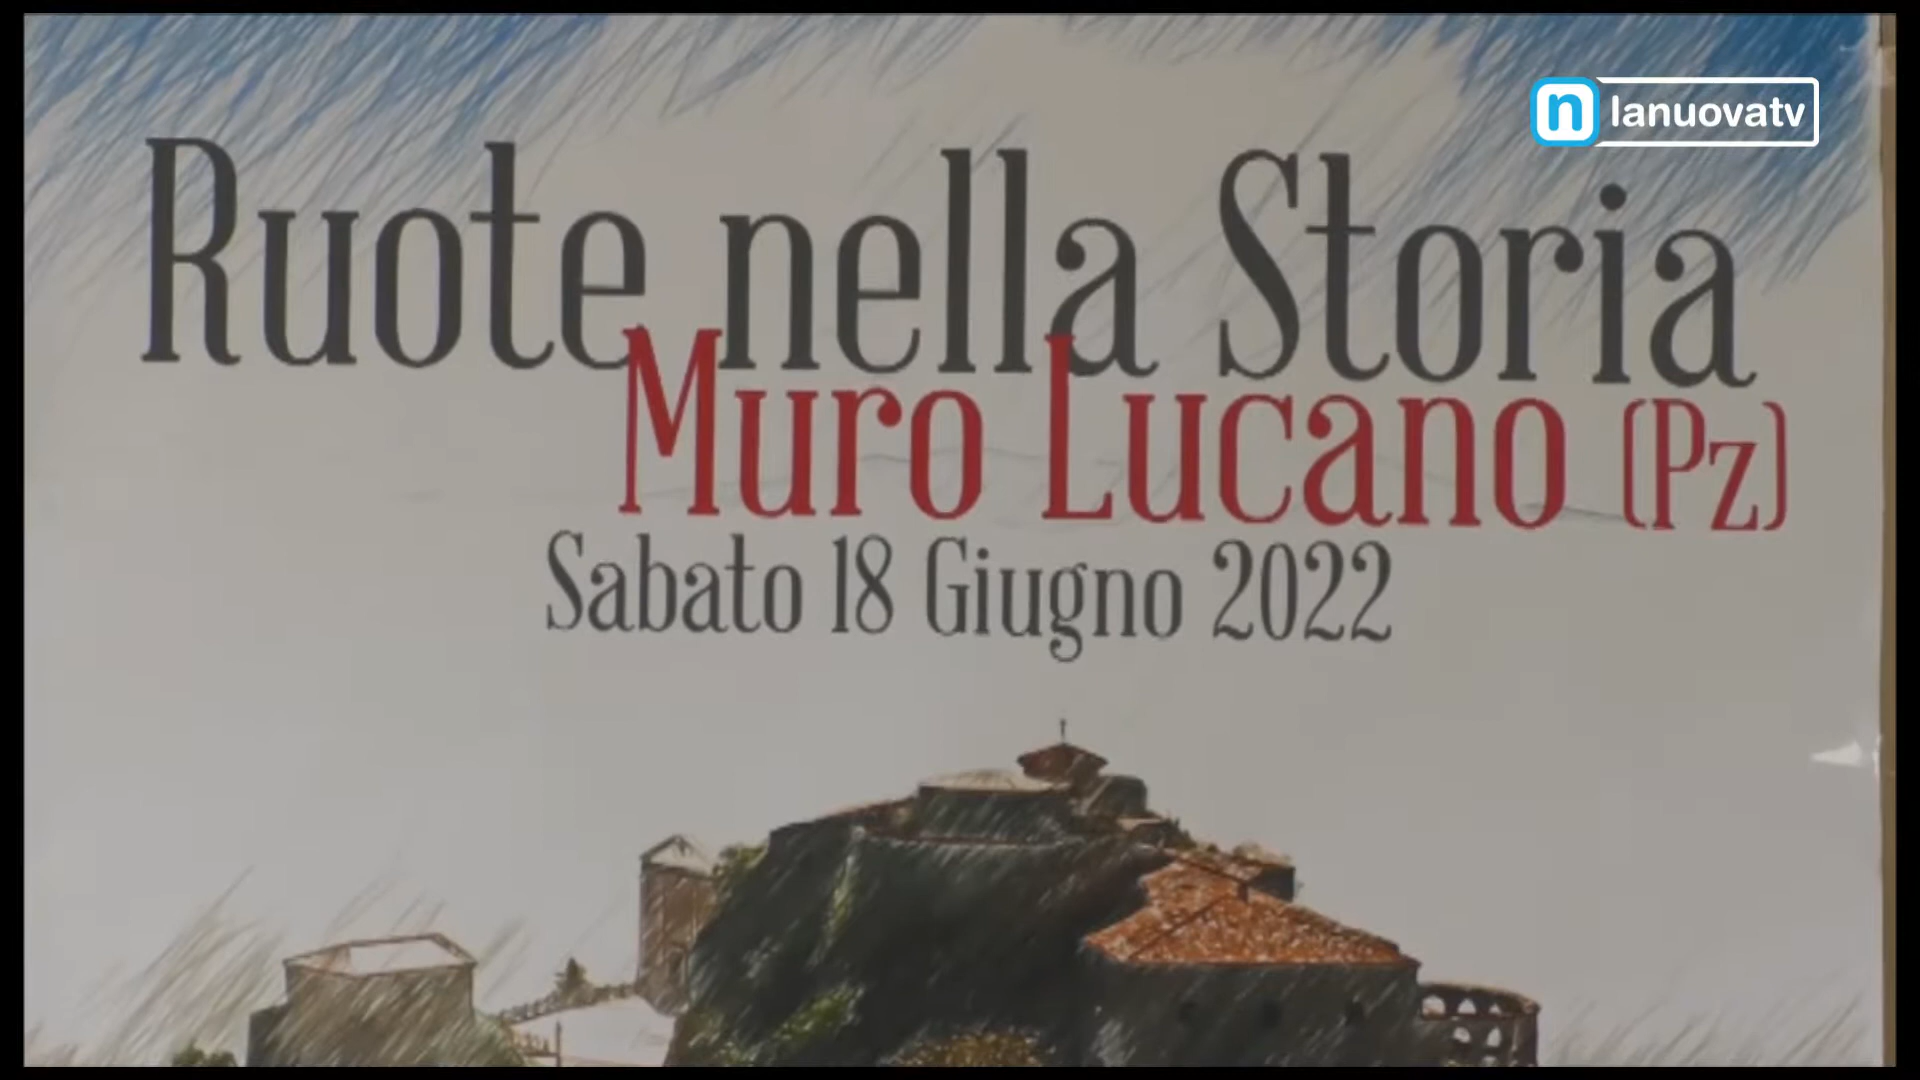 n lanuovatv
Ruote nella Storia
Muro Lucano (Pz)
Sabato 18 Giugno 2022